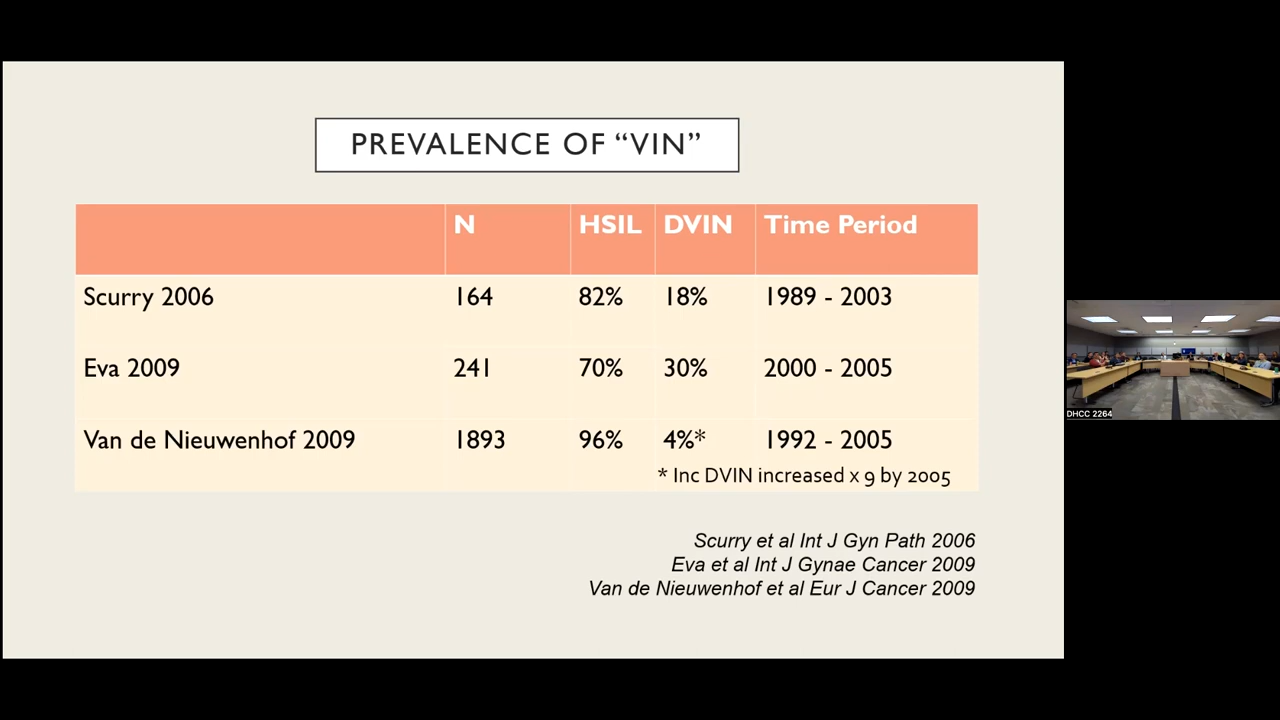 PREVALENCE OF “VIN”
N HSIL DVIN Time Period
Scurry 2006 164 82% 18% 1989 - 2003
Eva 2009 241 70% 30% 2000 - 2005
Van de Nieuwenhof 2009 1893 96% 4%* 1992 - 2005
* Inc DVIN increased x 9 by 2005
Scurry et al Int J Gyn Path 2006
Eva et al Int J Gynae Cancer 2009
Van de Nieuwenhof et al Eur J Cancer 2009
DHCC 2264